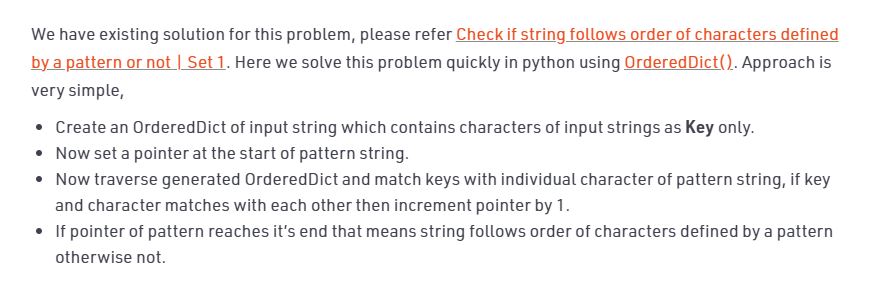 We have existing solution for this problem, please refer Check if string follows order of characters defined
by a pattern or not | Set 1. Here we solve this problem quickly in python using OrderedDict(). Approach is
very simple,
• Create an OrderedDict of input string which contains characters of input strings as Key only.
• Now set a pointer at the start of pattern string.
• Now traverse generated OrderedDict and match keys with individual character of pattern string, if key
and character matches with each other then increment pointer by 1.
• If pointer of pattern reaches it’s end that means string follows order of characters defined by a pattern
otherwise not.